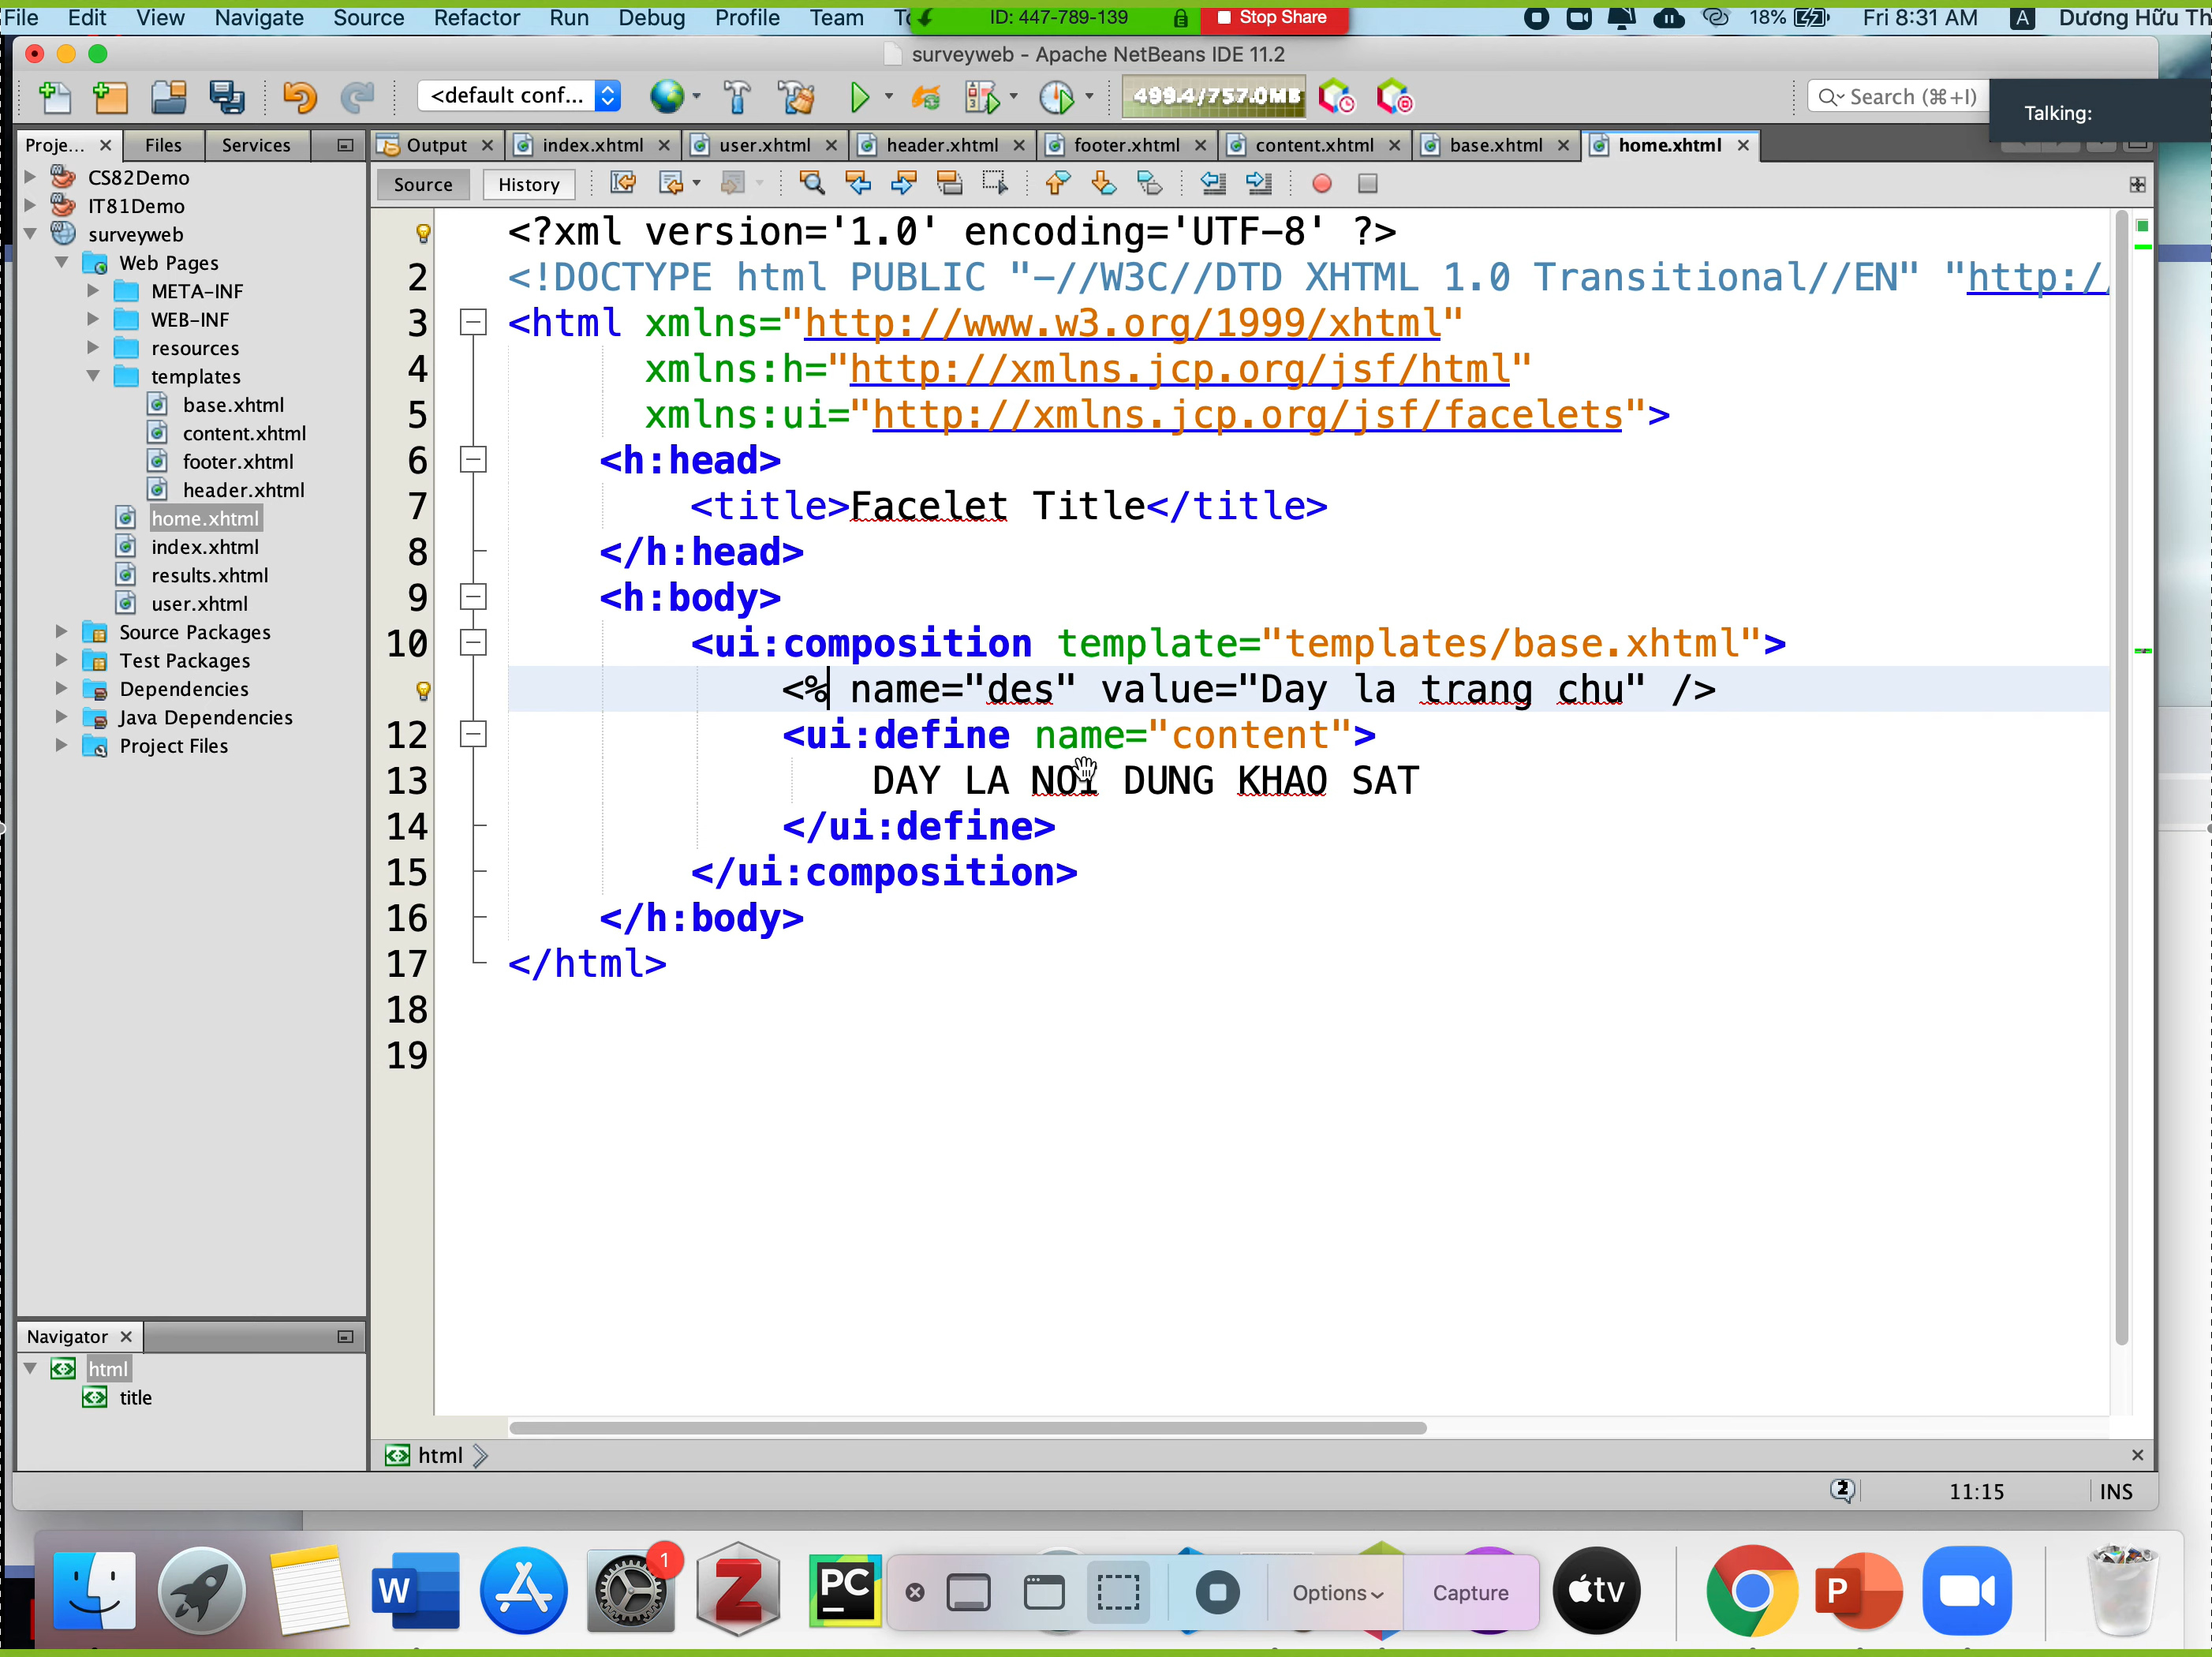 File Edit View Navigate Source Refactor Run Debug Profile Team
ID: 447-789-139 Stop Share 18% Fri 8:31 AM A Dương Hữu Th
surveyweb - Apache NetBeans IDE 11.2
<default conf... 499.4/757.0MB Search (⌘+I)
Talking:
Proje... Files Services
Output index.xhtml user.xhtml header.xhtml footer.xhtml content.xhtml base.xhtml home.xhtml
Source History
CS82Demo
IT81Demo
surveyweb
Web Pages
META-INF
WEB-INF
resources
templates
base.xhtml
content.xhtml
footer.xhtml
header.xhtml
home.xhtml
index.xhtml
results.xhtml
user.xhtml
Source Packages
Test Packages
Dependencies
Java Dependencies
Project Files
<?xml version='1.0' encoding='UTF-8' ?>
2 <!DOCTYPE html PUBLIC "-//W3C//DTD XHTML 1.0 Transitional//EN" "http://
3 <html xmlns="http://www.w3.org/1999/xhtml"
4 xmlns:h="http://xmlns.jcp.org/jsf/html"
5 xmlns:ui="http://xmlns.jcp.org/jsf/facelets">
6 <h:head>
7 <title>Facelet Title</title>
8 </h:head>
9 <h:body>
10 <ui:composition template="templates/base.xhtml">
<% name="des" value="Day la trang chu" />
12 <ui:define name="content">
13 DAY LA NOI DUNG KHAO SAT
14 </ui:define>
15 </ui:composition>
16 </h:body>
17 </html>
18
19
Navigator
html
title
html
2 11:15 INS
W 1 Z PC Options Capture tv P